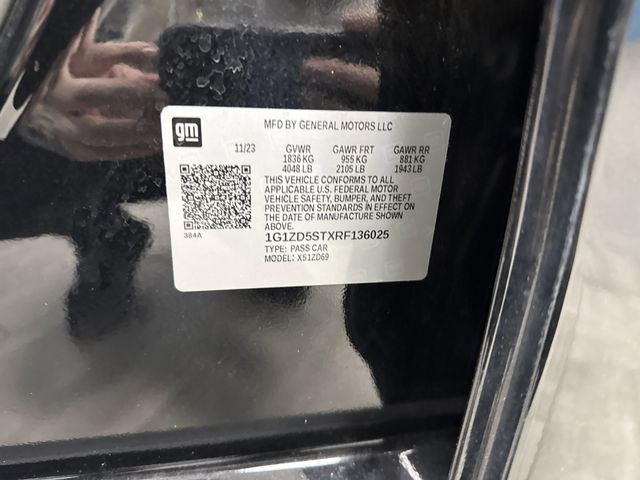 gm
MFD BY GENERAL MOTORS LLC
11/23 GVWR GAWR FRT GAWR RR
1836 KG 955 KG 881 KG
4048 LB 2105 LB 1943 LB
THIS VEHICLE CONFORMS TO ALL
APPLICABLE U.S. FEDERAL MOTOR
VEHICLE SAFETY, BUMPER, AND THEFT
PREVENTION STANDARDS IN EFFECT ON
THE DATE OF MANUFACTURE SHOWN
ABOVE.
384A
1G1ZD5STXRF136025
TYPE: PASS CAR
MODEL: X51ZD69